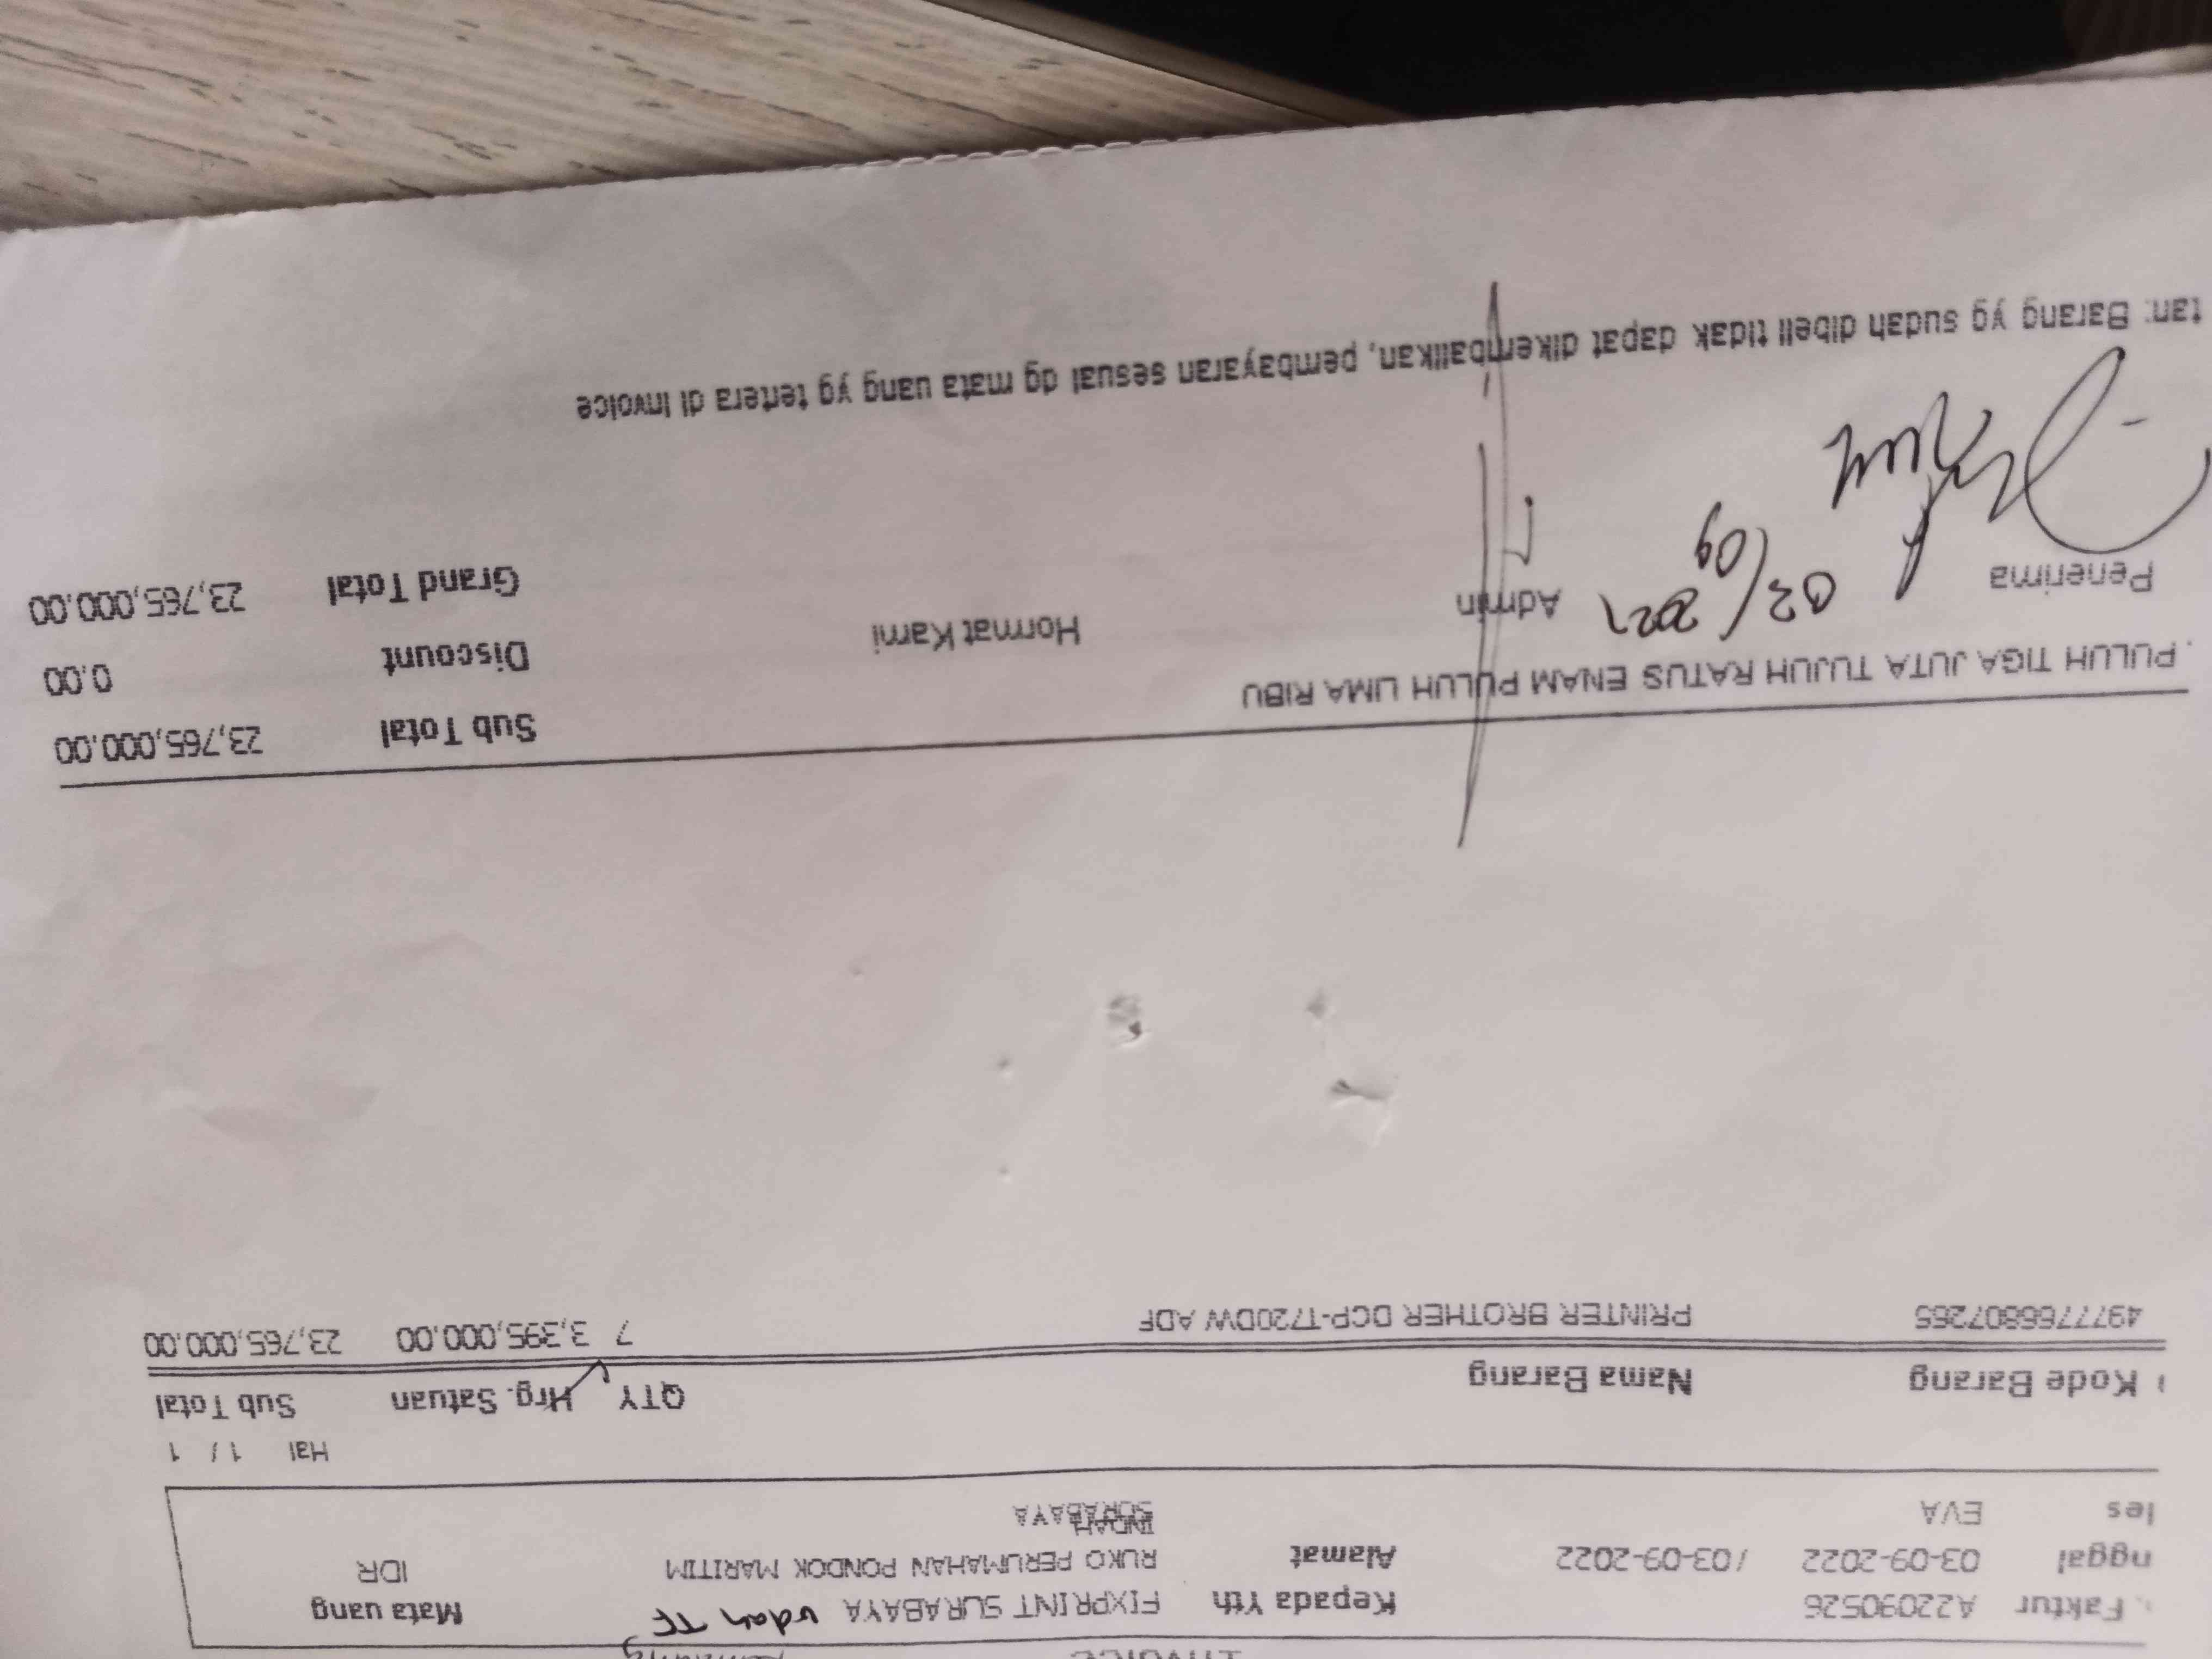 Invoice
Faktur A22090526 Kepada Yth FIXPRINT SURABAYA udah TF Mata uang
nggal 03-09-2022 / 03-09-2022 Alamat RUKO PERUMAHAN PONDOK MARITIM IDR
INDAH
les EVA SURABAYA
Hal 1 / 1
Kode Barang Nama Barang QTY Hrg. Satuan Sub Total
4977766807265 PRINTER BROTHER DCP-T720DW ADF 7 3,395,000.00 23,765,000.00
PULUH TIGA JUTA TUJUH RATUS ENAM PULUH LIMA RIBU Sub Total 23,765,000.00
Discount 0.00
Penerima Admin Hormat Kami Grand Total 23,765,000.00
tan: Barang yg sudah dibeli tidak dapat dikembalikan, pembayaran sesuai dg mata uang yg tertera di invoice